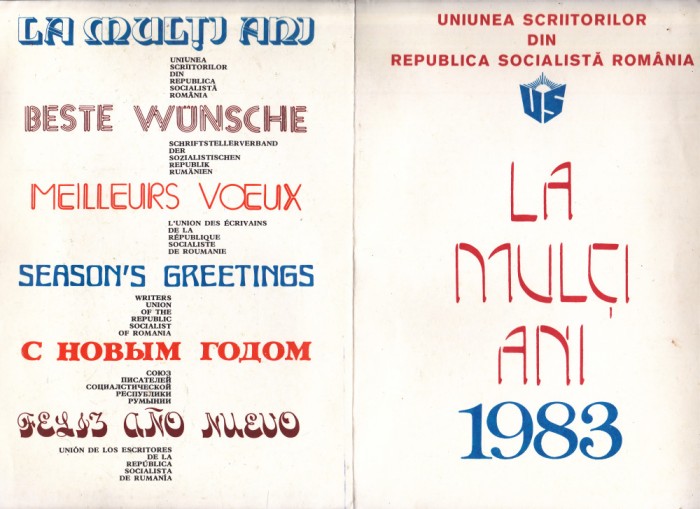 LA MULȚI ANI
UNIUNEA
SCRIITORILOR
DIN
REPUBLICA
SOCIALISTĂ
ROMÂNIA
BESTE WÜNSCHE
SCHRIFTSTELLERVERBAND
DER
SOZIALISTISCHEN
REPUBLIK
RUMÄNIEN
MEILLEURS VŒUX
L'UNION DES ÉCRIVAINS
DE LA
RÉPUBLIQUE
SOCIALISTE
DE ROUMANIE
SEASON'S GREETINGS
WRITERS
UNION
OF THE
REPUBLIC
SOCIALIST
OF ROMANIA
С НОВЫМ ГОДОМ
СОЮЗ
ПИСАТЕЛЕЙ
СОЦИАЛСТИЧЕСКОЙ
РЕСПУБЛИКИ
РУМЫНИИ
FELIZ AÑO NUEVO
UNIÓN DE LOS ESCRITORES
DE LA
REPÚBLICA
SOCIALISTA
DE RUMANÍA
UNIUNEA SCRIITORILOR
DIN
REPUBLICA SOCIALISTĂ ROMÂNIA
US
LA
MULȚI
ANI
1983